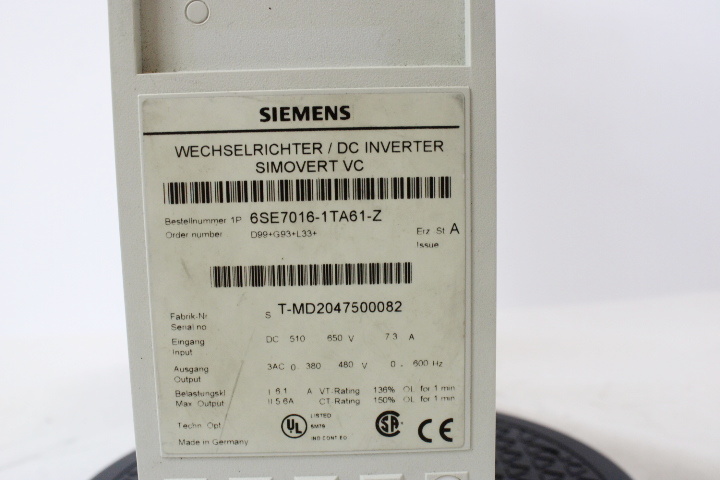 SIEMENS
WECHSELRICHTER / DC INVERTER
SIMOVERT VC
Bestellnummer 1P 6SE7016-1TA61-Z
Order number D99+G93+L33+ Erz. St. A
Issue
Fabrik-Nr S T-MD2047500082
Serial no
Eingang DC 510 650 V 7.3 A
Input
Ausgang 3AC 0 380 480 V 0 . 600 Hz
Output
Belastungskl. I 6.1 A VT-Rating 136% OL for 1 min
Max. Output II 5.6A CT-Rating 150% OL for 1 min
Techn. Opt. UL LISTED SA CE
Made in Germany IND CONT EQ